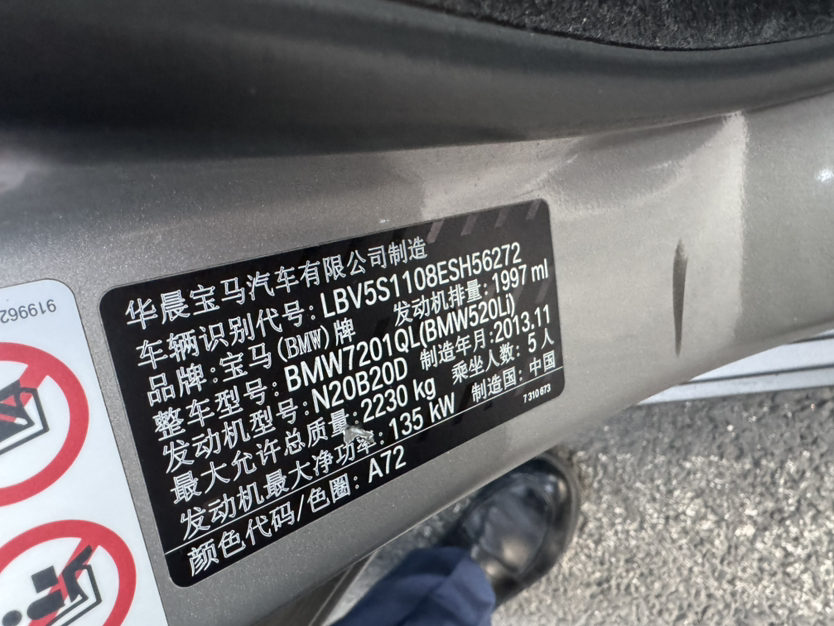 华晨宝马汽车有限公司制造
车辆识别代号:LBV5S1108ESH56272
品牌:宝马(BMW)牌 发动机排量:1997 ml
整车型号:BMW7201QL(BMW520Li)
发动机型号:N20B20D 制造年月:2013.11
最大允许总质量:2230 kg 乘坐人数:5 人
发动机最大净功率:135 kW 制造国:中国
颜色代码/色圈:A72
7 310 673
919962